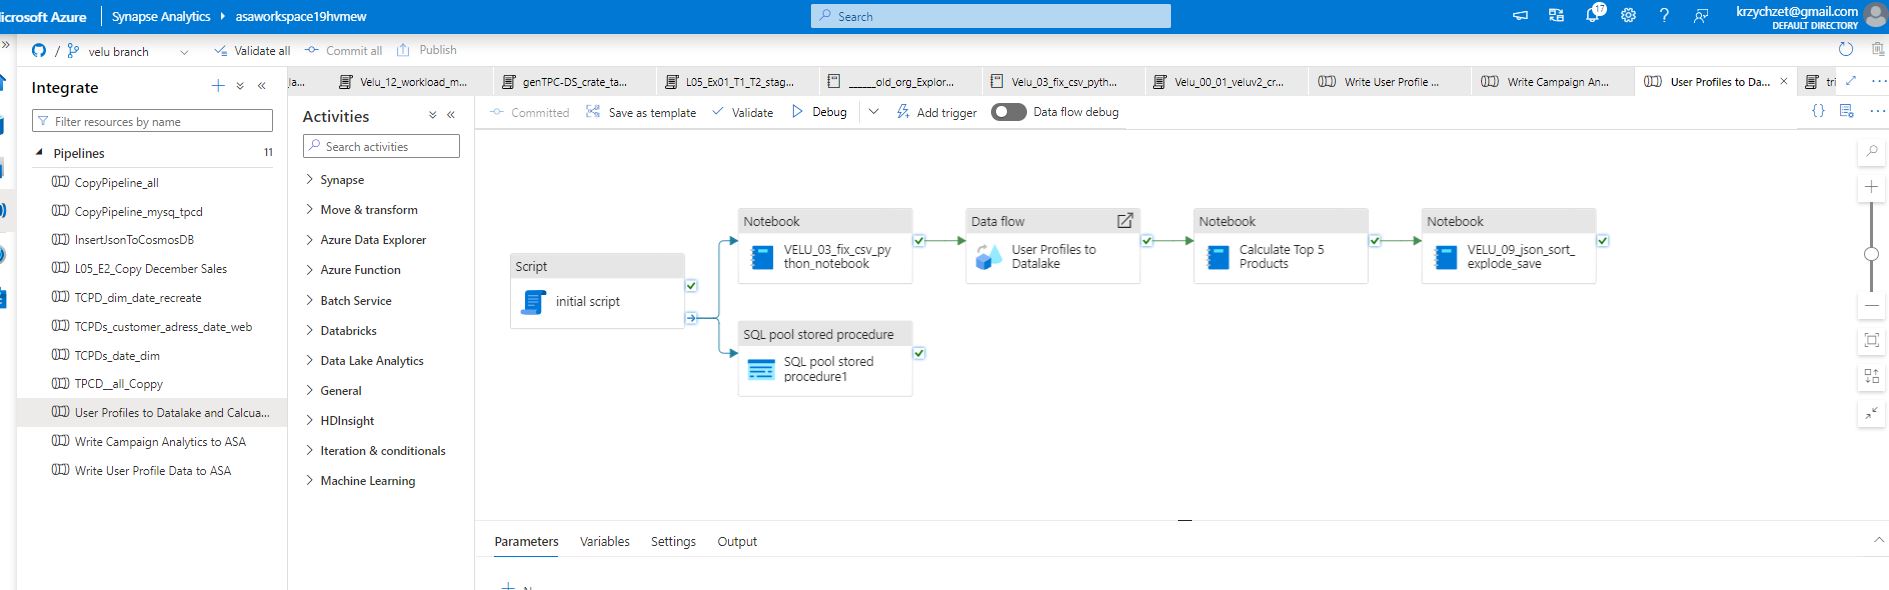 icrosoft Azure
Synapse Analytics
asaworkspace19hvmew
Search
17
krzychzet@gmail.com
DEFAULT DIRECTORY
/ velu branch
Validate all
Commit all
Publish
Integrate
Filter resources by name
Pipelines 11
CopyPipeline_all
CopyPipeline_mysq_tpcd
InsertJsonToCosmosDB
L05_E2_Copy December Sales
TCPD_dim_date_recreate
TCPDs_customer_adress_date_web
TCPDs_date_dim
TPCD__all_Coppy
User Profiles to Datalake and Calcua...
Write Campaign Analytics to ASA
Write User Profile Data to ASA
la...
Velu_12_workload_m...
genTPC-DS_crate_ta...
L05_Ex01_T1_T2_stag...
______old_org_Explor...
Velu_03_fix_csv_pyth...
Velu_00_01_veluv2_cr...
Write User Profile ...
Write Campaign An...
User Profiles to Da...
tri
Activities
Search activities
Synapse
Move & transform
Azure Data Explorer
Azure Function
Batch Service
Databricks
Data Lake Analytics
General
HDInsight
Iteration & conditionals
Machine Learning
Committed
Save as template
Validate
Debug
Add trigger
Data flow debug
Script
initial script
Notebook
VELU_03_fix_csv_py
thon_notebook
Data flow
User Profiles to
Datalake
Notebook
Calculate Top 5
Products
Notebook
VELU_09_json_sort_
explode_save
SQL pool stored procedure
SQL pool stored
procedure1
Parameters
Variables
Settings
Output